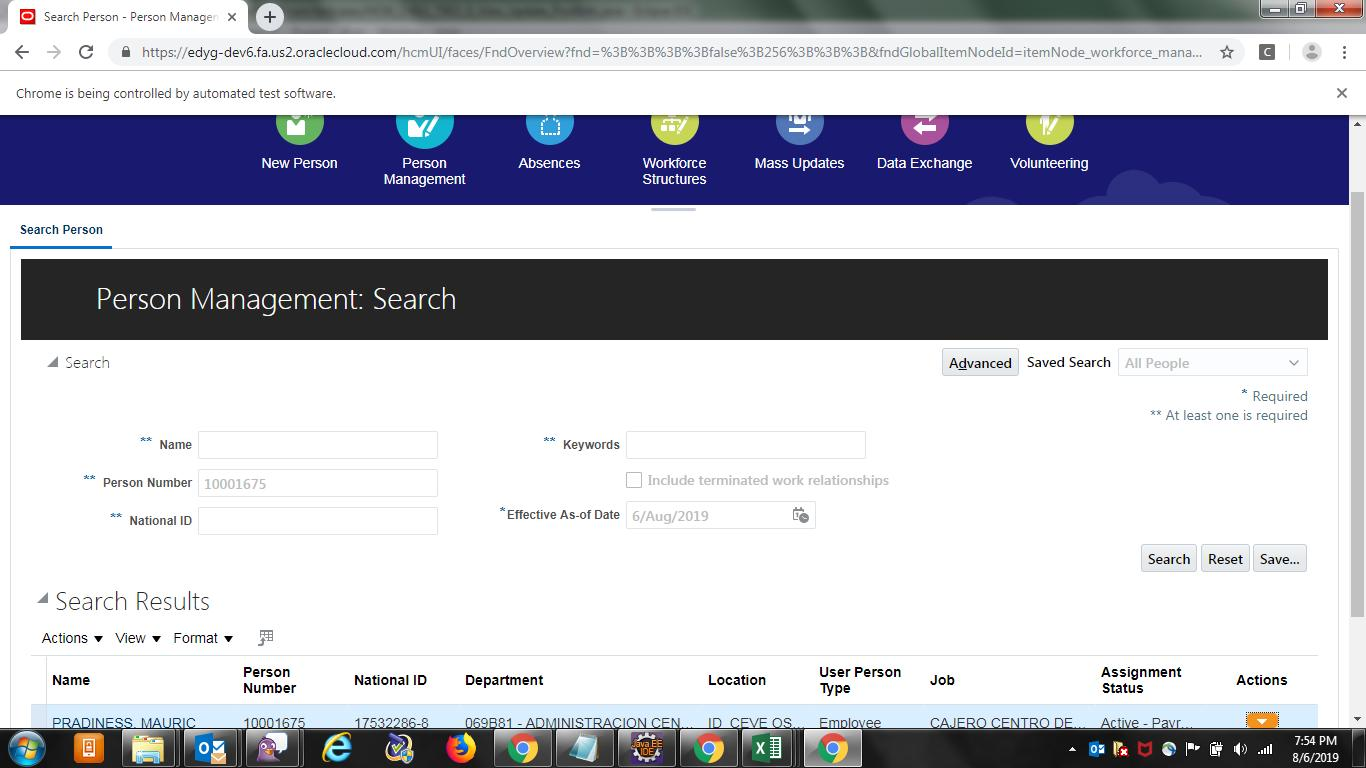 Search Person - Person Managen
https://edyg-dev6.fa.us2.oraclecloud.com/hcmUI/faces/FndOverview?fnd=%3B%3B%3B%3Bfalse%3B256%3B%3B%3B&fndGlobalItemNodeId=itemNode_workforce_mana...
C
Chrome is being controlled by automated test software.
New Person
Person Management
Absences
Workforce Structures
Mass Updates
Data Exchange
Volunteering
Search Person
Person Management: Search
Search
Advanced Saved Search All People
* Required
** At least one is required
** Name
** Keywords
** Person Number 10001675
Include terminated work relationships
** National ID
*Effective As-of Date 6/Aug/2019
Search Reset Save...
Search Results
Actions View Format
Name Person Number National ID Department Location User Person Type Job Assignment Status Actions
PRADINESS, MAURIC 10001675 17532286-8 069B81 - ADMINISTRACION CEN... ID_CEVE OS... Employee CAJERO CENTRO DE... Active - Payr...
Java EE IDE
7:54 PM
8/6/2019